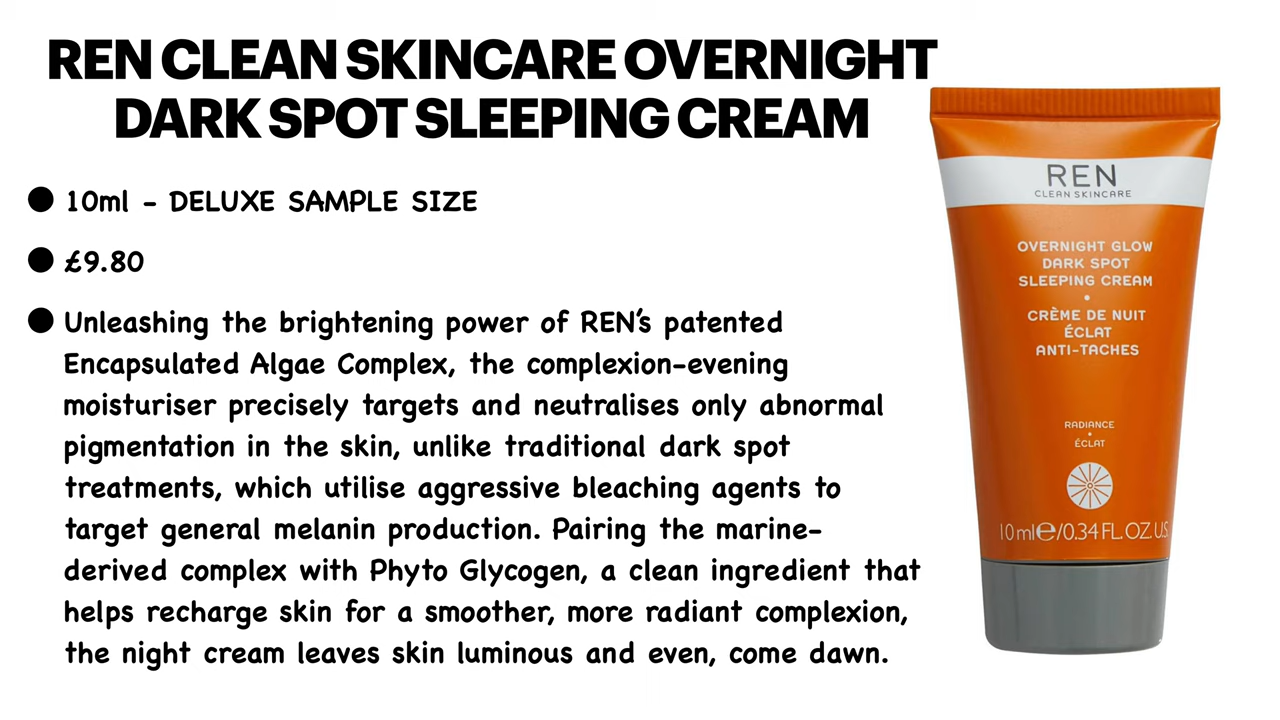 REN CLEAN SKINCARE OVERNIGHT
DARK SPOT SLEEPING CREAM
● 10ml - DELUXE SAMPLE SIZE
● £9.80
● Unleashing the brightening power of REN's patented
Encapsulated Algae Complex, the complexion-evening
moisturiser precisely targets and neutralises only abnormal
pigmentation in the skin, unlike traditional dark spot
treatments, which utilise aggressive bleaching agents to
target general melanin production. Pairing the marine-
derived complex with Phyto Glycogen, a clean ingredient that
helps recharge skin for a smoother, more radiant complexion,
the night cream leaves skin luminous and even, come dawn.
REN
CLEAN SKINCARE
OVERNIGHT GLOW
DARK SPOT
SLEEPING CREAM
•
CRÈME DE NUIT
ÉCLAT
ANTI-TACHES
RADIANCE
•
ÉCLAT
10 ml℮/0.34 FL. OZ. U.S.